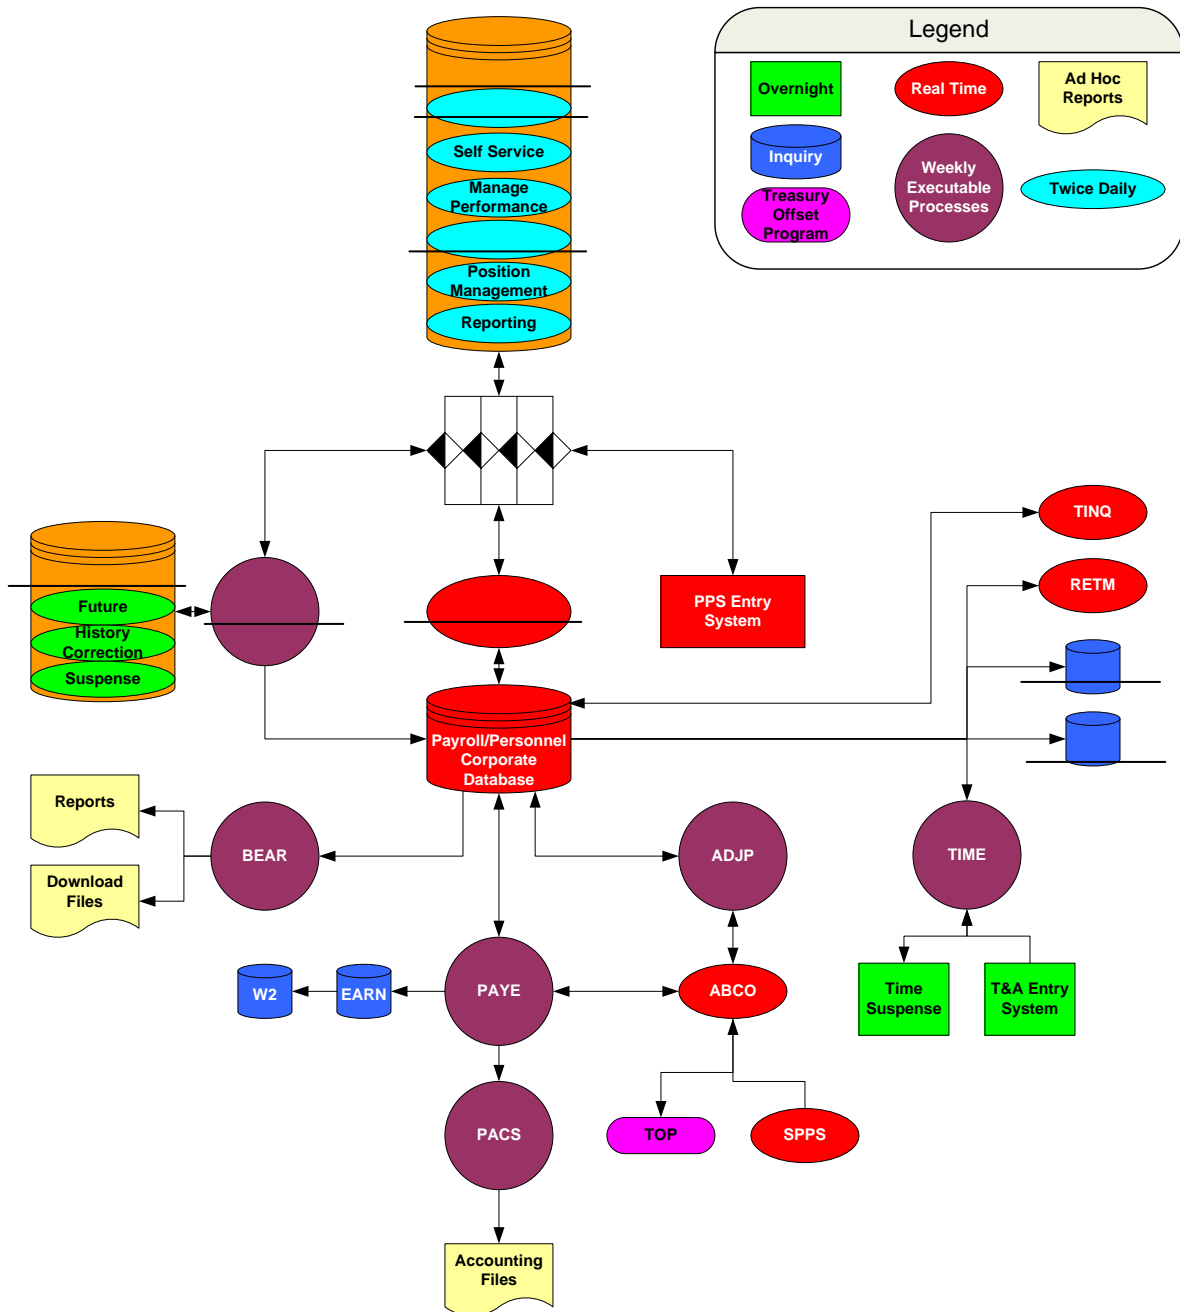 Legend
Overnight
Real Time
Ad Hoc
Reports
Inquiry
Weekly
Executable
Processes
Treasury
Offset
Program
Twice Daily
Self Service
Manage
Performance
Position
Management
Reporting
TINQ
RETM
PPS Entry
System
Future
History
Correction
Suspense
Payroll/Personnel
Corporate
Database
Reports
Download
Files
BEAR
ADJP
TIME
W2
EARN
PAYE
ABCO
Time
Suspense
T&A Entry
System
PACS
TOP
SPPS
Accounting
Files